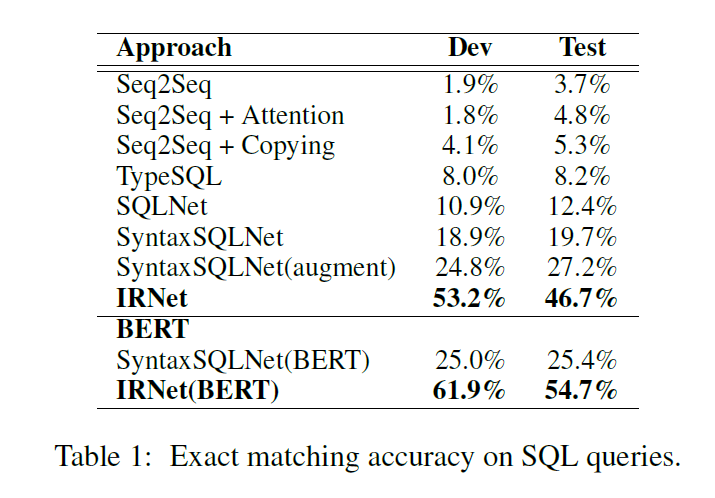 Approach Dev Test
Seq2Seq 1.9% 3.7%
Seq2Seq + Attention 1.8% 4.8%
Seq2Seq + Copying 4.1% 5.3%
TypeSQL 8.0% 8.2%
SQLNet 10.9% 12.4%
SyntaxSQLNet 18.9% 19.7%
SyntaxSQLNet(augment) 24.8% 27.2%
IRNet 53.2% 46.7%
BERT
SyntaxSQLNet(BERT) 25.0% 25.4%
IRNet(BERT) 61.9% 54.7%
Table 1: Exact matching accuracy on SQL queries.